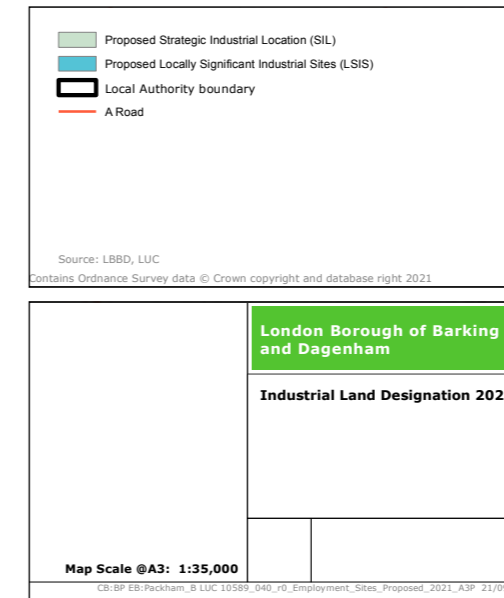 Proposed Strategic Industrial Location (SIL)
Proposed Locally Significant Industrial Sites (LSIS)
Local Authority boundary
A Road
Source: LBBD, LUC
Contains Ordnance Survey data © Crown copyright and database right 2021
London Borough of Barking
and Dagenham
Industrial Land Designation 202
Map Scale @A3: 1:35,000
CB:BP EB:Packham_B LUC 10589_040_r0_Employment_Sites_Proposed_2021_A3P 21/0